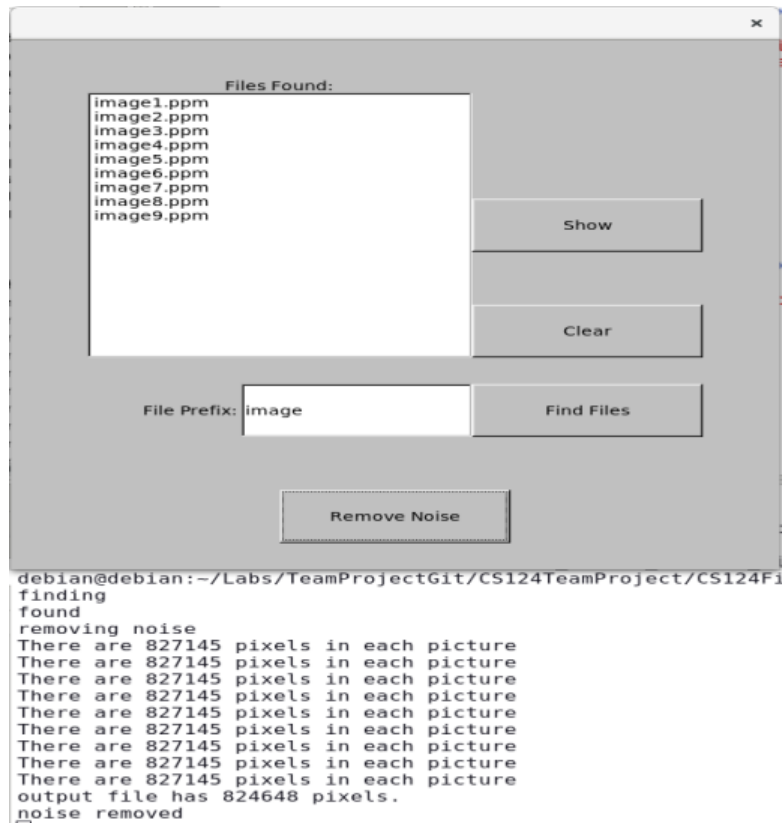 ×
Files Found:
image1.ppm
image2.ppm
image3.ppm
image4.ppm
image5.ppm
image6.ppm
image7.ppm
image8.ppm
image9.ppm
Show
Clear
File Prefix: image
Find Files
Remove Noise
debian@debian:~/Labs/TeamProjectGit/CS124TeamProject/CS124Fi
finding
found
removing noise
There are 827145 pixels in each picture
There are 827145 pixels in each picture
There are 827145 pixels in each picture
There are 827145 pixels in each picture
There are 827145 pixels in each picture
There are 827145 pixels in each picture
There are 827145 pixels in each picture
There are 827145 pixels in each picture
There are 827145 pixels in each picture
output file has 824648 pixels.
noise removed